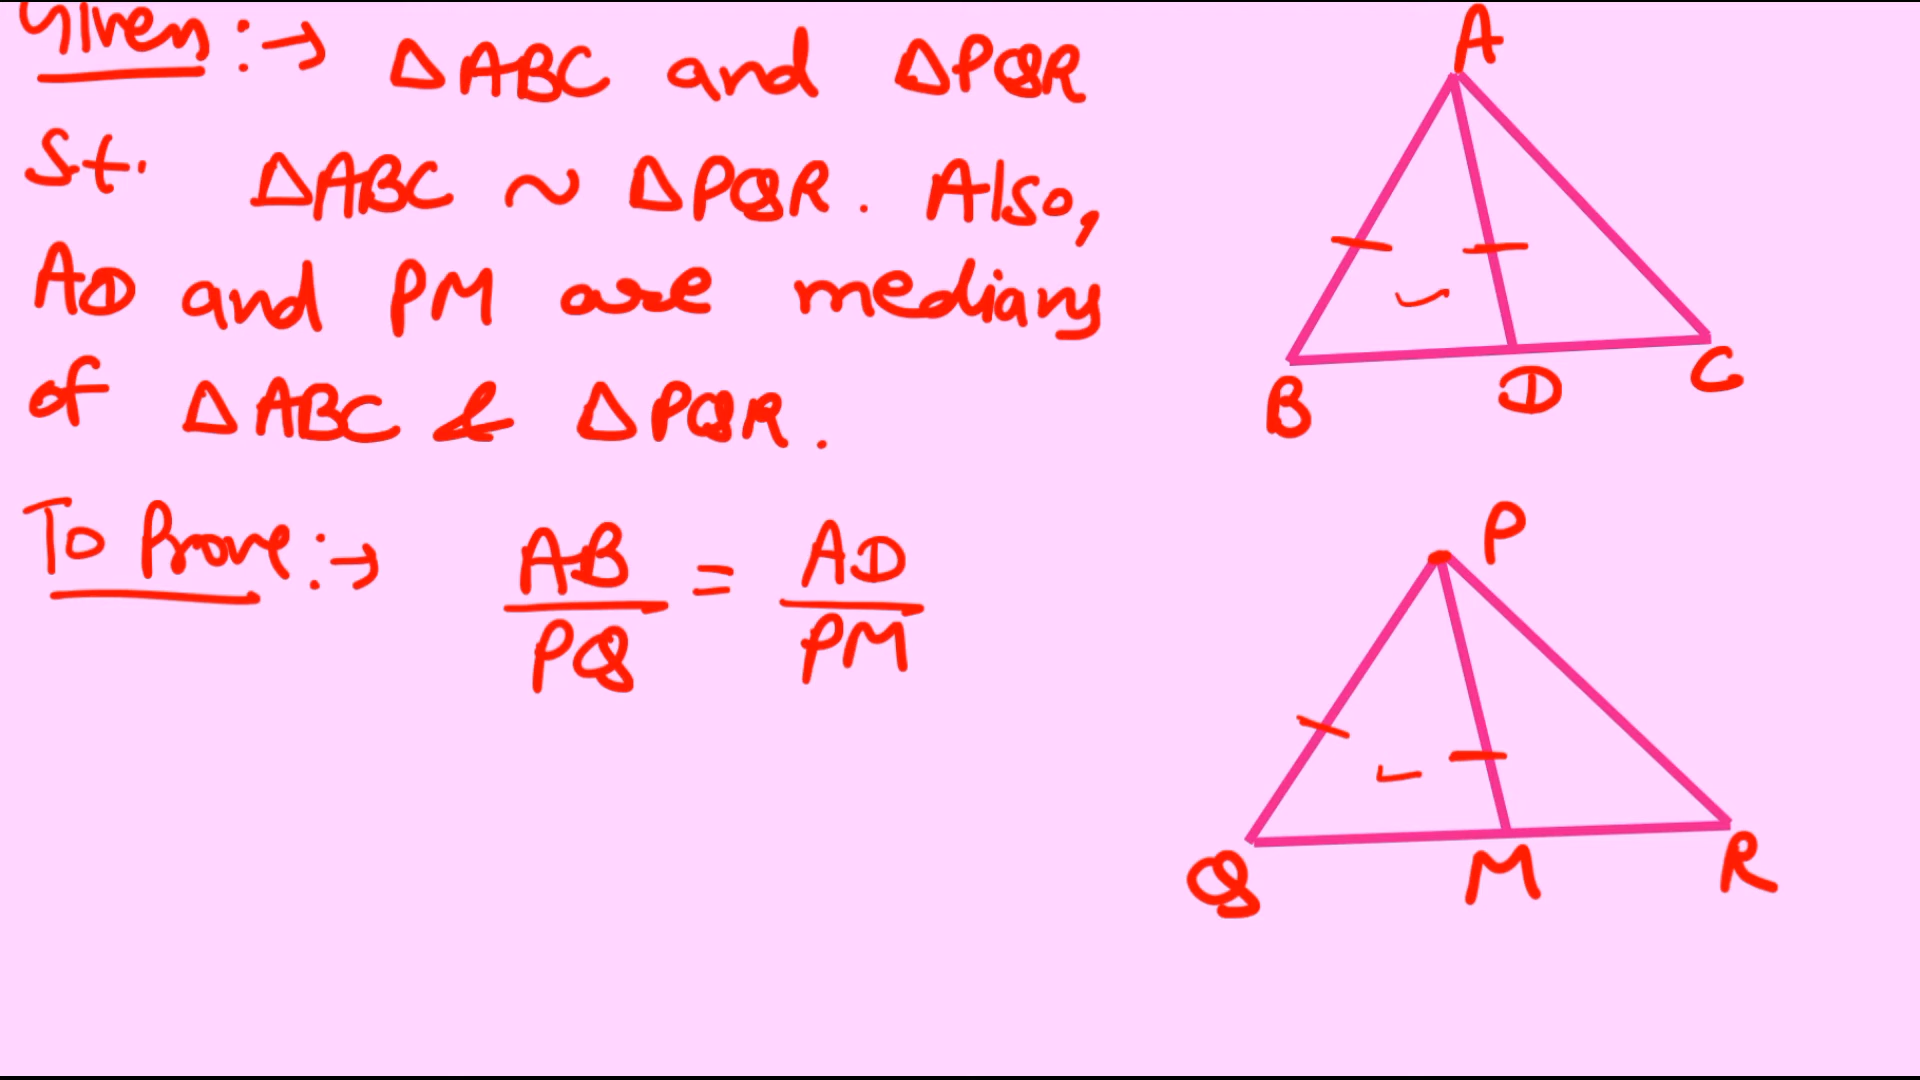 Given :→ ΔABC and ΔPQR
St. ΔABC ~ ΔPQR. Also,
AD and PM are medians
of ΔABC & ΔPQR.
To Prove :→ AB/PQ = AD/PM
A
B D C
P
Q M R